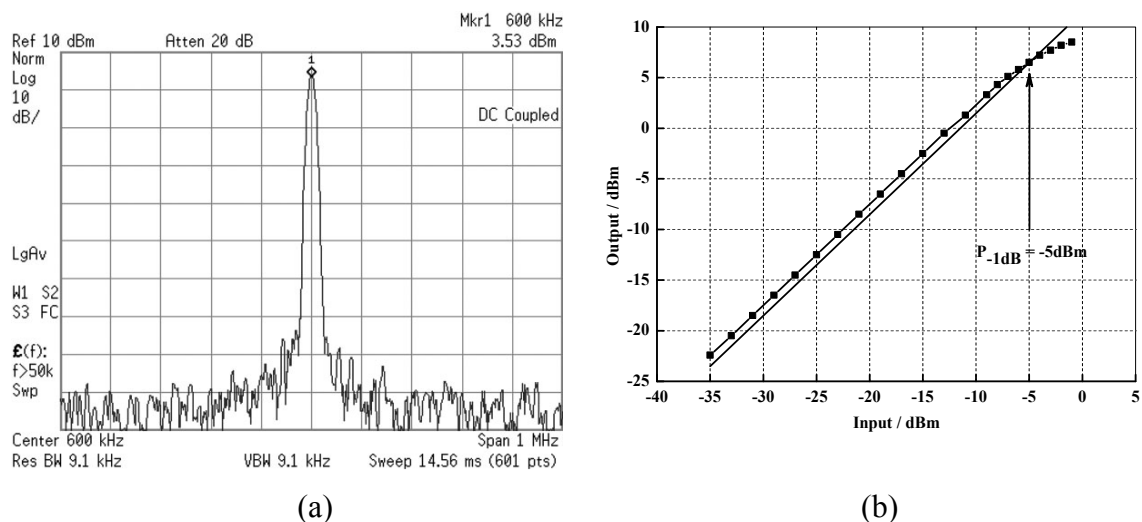 Mkr1 600 kHz
Ref 10 dBm Atten 20 dB 3.53 dBm
Norm
Log
10
dB/
1
DC Coupled
LgAv
W1 S2
S3 FC
£(f):
f>50k
Swp
Center 600 kHz Span 1 MHz
Res BW 9.1 kHz VBW 9.1 kHz Sweep 14.56 ms (601 pts)
(a)
10
5
0
-5
-10
-15
-20
-25
Output / dBm
P-1dB = -5dBm
-40 -35 -30 -25 -20 -15 -10 -5 0 5
Input / dBm
(b)